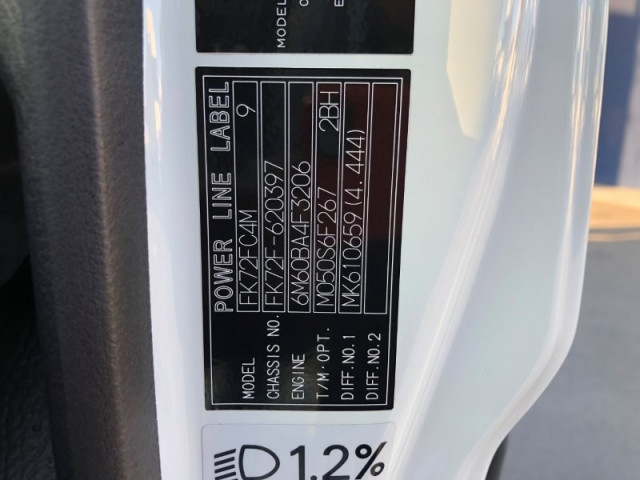 MODEL
POWER LINE LABEL
MODEL FK72FC4M 9
CHASSIS NO. FK72F-620397
ENGINE 6M60BA4F3206
T/M·OPT. M050S6F267 2BH
DIFF.NO.1 MK610659(4.444)
DIFF.NO.2
1.2%